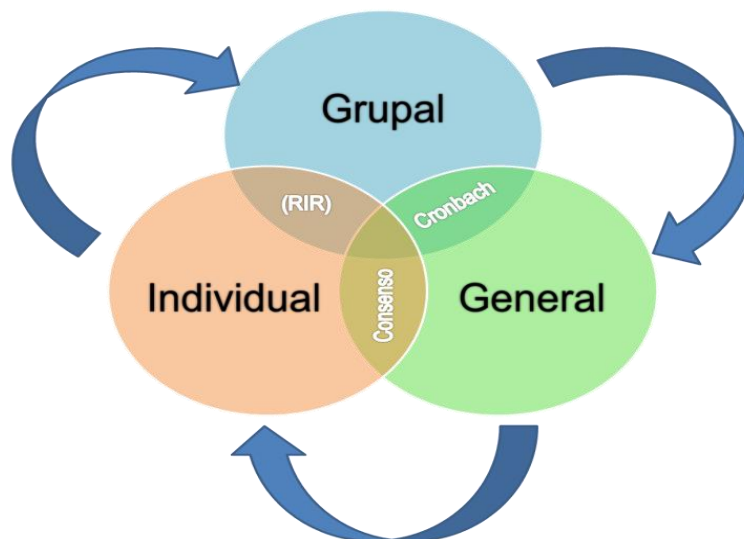 Grupal
(RIR)
Cronbach
Individual
Consenso
General